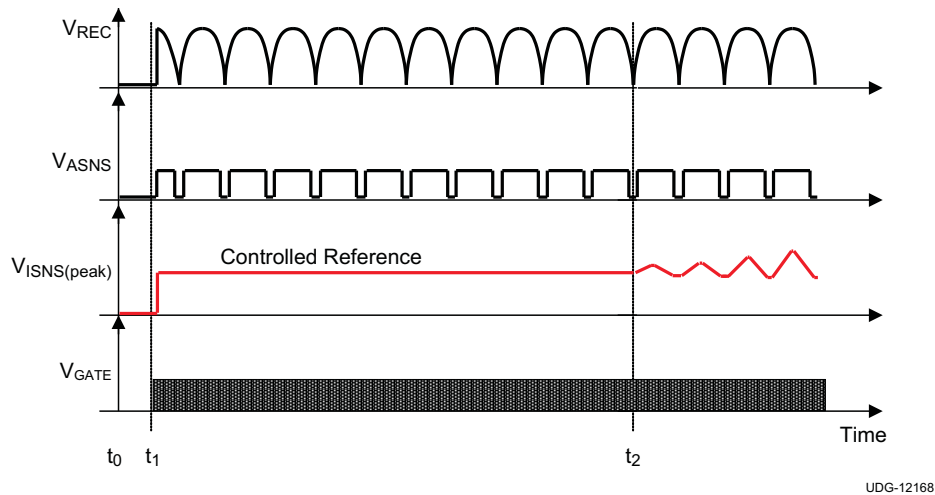 VREC
VASNS
VISNS(peak)
Controlled Reference
VGATE
Time
t0 t1 t2
UDG-12168